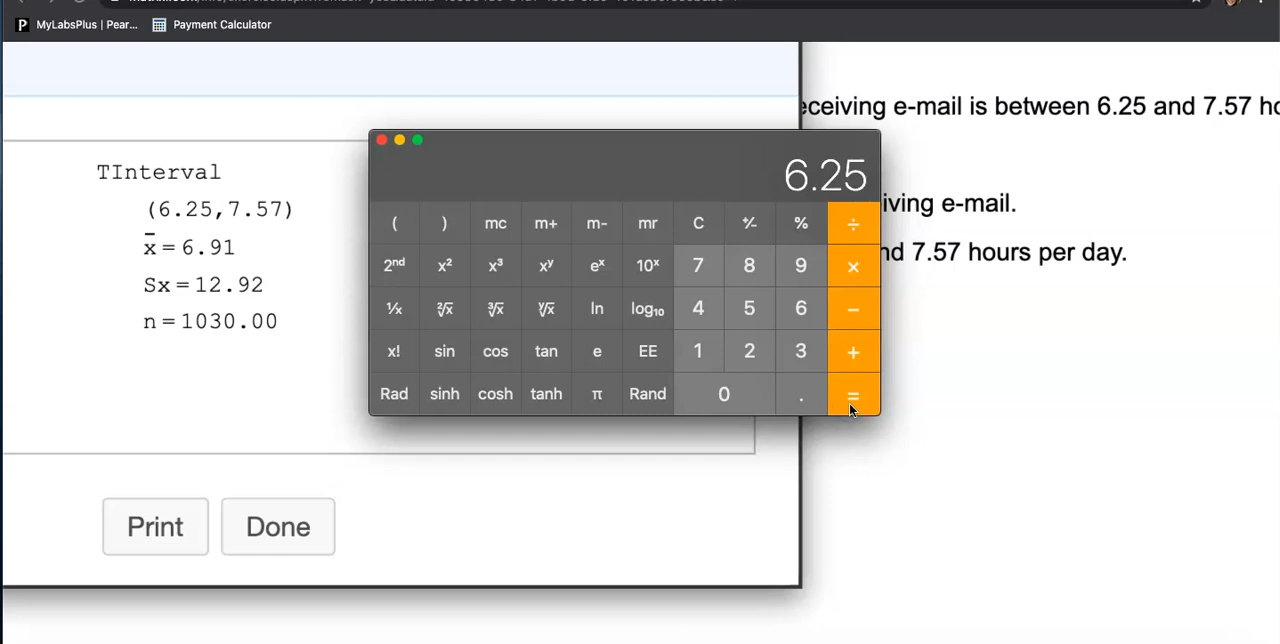 MyLabsPlus | Pear... Payment Calculator
eceiving e-mail is between 6.25 and 7.57 ho
TInterval
(6.25,7.57)
x̄ = 6.91
Sx = 12.92
n = 1030.00
6.25
( ) mc m+ m- mr C ⁺∕₋ % ÷
2ⁿᵈ x² x³ xʸ eˣ 10ˣ 7 8 9 ×
¹∕x ²√x ³√x ʸ√x ln log₁₀ 4 5 6 −
x! sin cos tan e EE 1 2 3 +
Rad sinh cosh tanh π Rand 0 . =
iving e-mail.
nd 7.57 hours per day.
Print Done